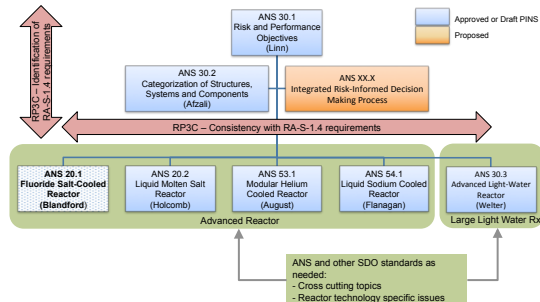 ANS 30.1
Risk and Performance
Objectives
(Linn)
Approved or Draft PINS
Proposed
RP3C – Identification of
RA-S-1.4 requirements
ANS 30.2
Categorization of Structures,
Systems and Components
(Afzali)
ANS XX.X
Integrated Risk-Informed Decision
Making Process
RP3C – Consistency with RA-S-1.4 requirements
ANS 20.1
Fluoride Salt-Cooled
Reactor
(Blandford)
ANS 20.2
Liquid Molten Salt
Reactor
(Holcomb)
ANS 53.1
Modular Helium
Cooled Reactor
(August)
ANS 54.1
Liquid Sodium Cooled
Reactor
(Flanagan)
ANS 30.3
Advanced Light-Water
Reactor
(Welter)
Advanced Reactor
Large Light Water Rx
ANS and other SDO standards as
needed:
- Cross cutting topics
- Reactor technology specific issues